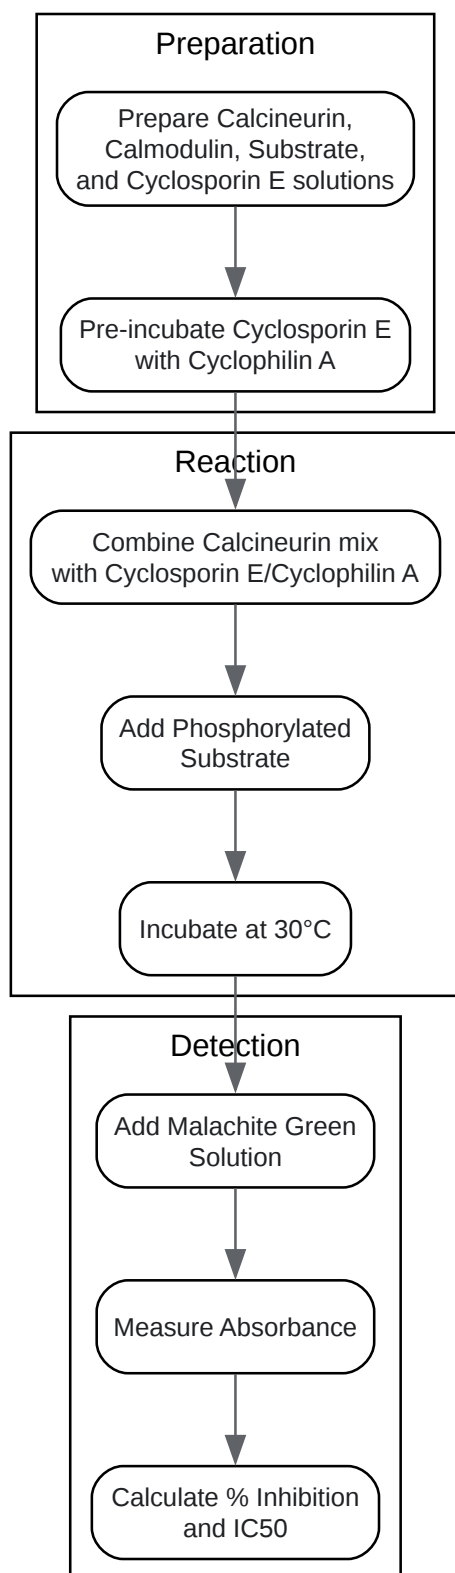 Preparation
Prepare Calcineurin,
Calmodulin, Substrate,
and Cyclosporin E solutions
Pre-incubate Cyclosporin E
with Cyclophilin A
Reaction
Combine Calcineurin mix
with Cyclosporin E/Cyclophilin A
Add Phosphorylated
Substrate
Incubate at 30°C
Detection
Add Malachite Green
Solution
Measure Absorbance
Calculate % Inhibition
and IC50